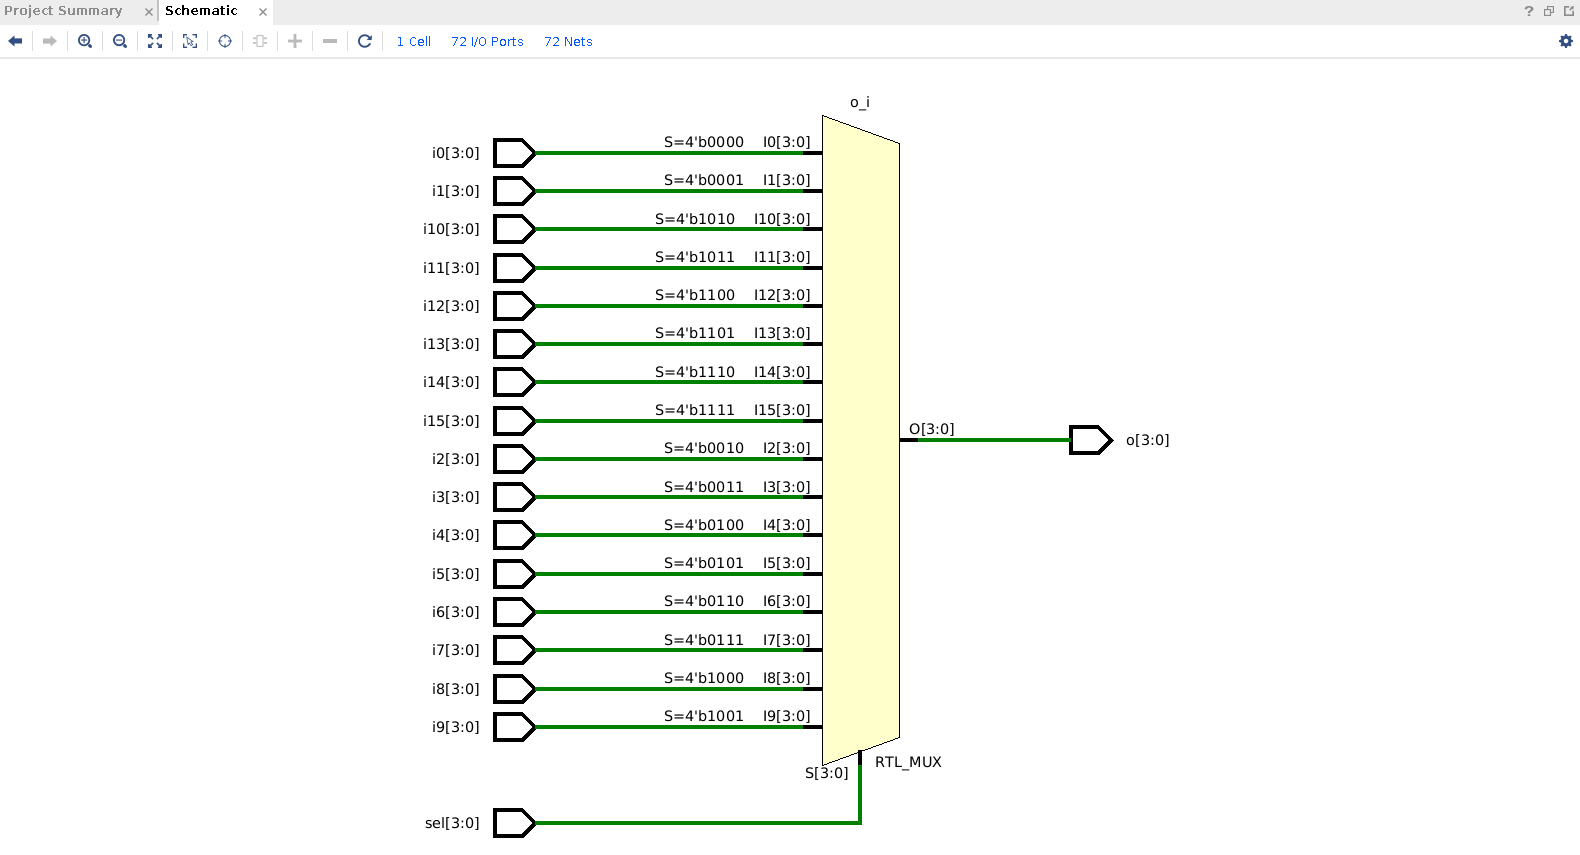 Project Summary × Schematic ×
?
1 Cell 72 I/O Ports 72 Nets
o_i
i0[3:0] S=4'b0000 I0[3:0]
i1[3:0] S=4'b0001 I1[3:0]
i10[3:0] S=4'b1010 I10[3:0]
i11[3:0] S=4'b1011 I11[3:0]
i12[3:0] S=4'b1100 I12[3:0]
i13[3:0] S=4'b1101 I13[3:0]
i14[3:0] S=4'b1110 I14[3:0]
i15[3:0] S=4'b1111 I15[3:0]
O[3:0] o[3:0]
i2[3:0] S=4'b0010 I2[3:0]
i3[3:0] S=4'b0011 I3[3:0]
i4[3:0] S=4'b0100 I4[3:0]
i5[3:0] S=4'b0101 I5[3:0]
i6[3:0] S=4'b0110 I6[3:0]
i7[3:0] S=4'b0111 I7[3:0]
i8[3:0] S=4'b1000 I8[3:0]
i9[3:0] S=4'b1001 I9[3:0]
S[3:0] RTL_MUX
sel[3:0]